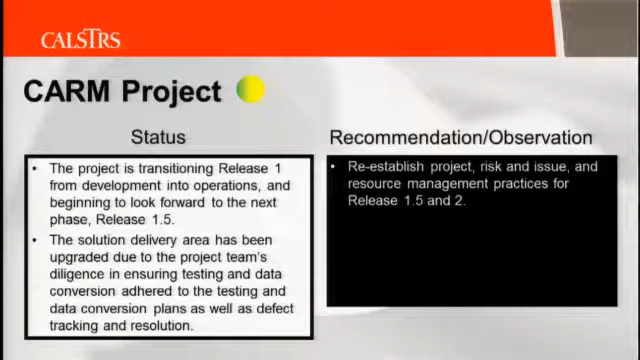 CALSTRS
CARM Project
Status
• The project is transitioning Release 1
from development into operations, and
beginning to look forward to the next
phase, Release 1.5.
• The solution delivery area has been
upgraded due to the project team's
diligence in ensuring testing and data
conversion adhered to the testing and
data conversion plans as well as defect
tracking and resolution.
Recommendation/Observation
• Re-establish project, risk and issue, and
resource management practices for
Release 1.5 and 2.